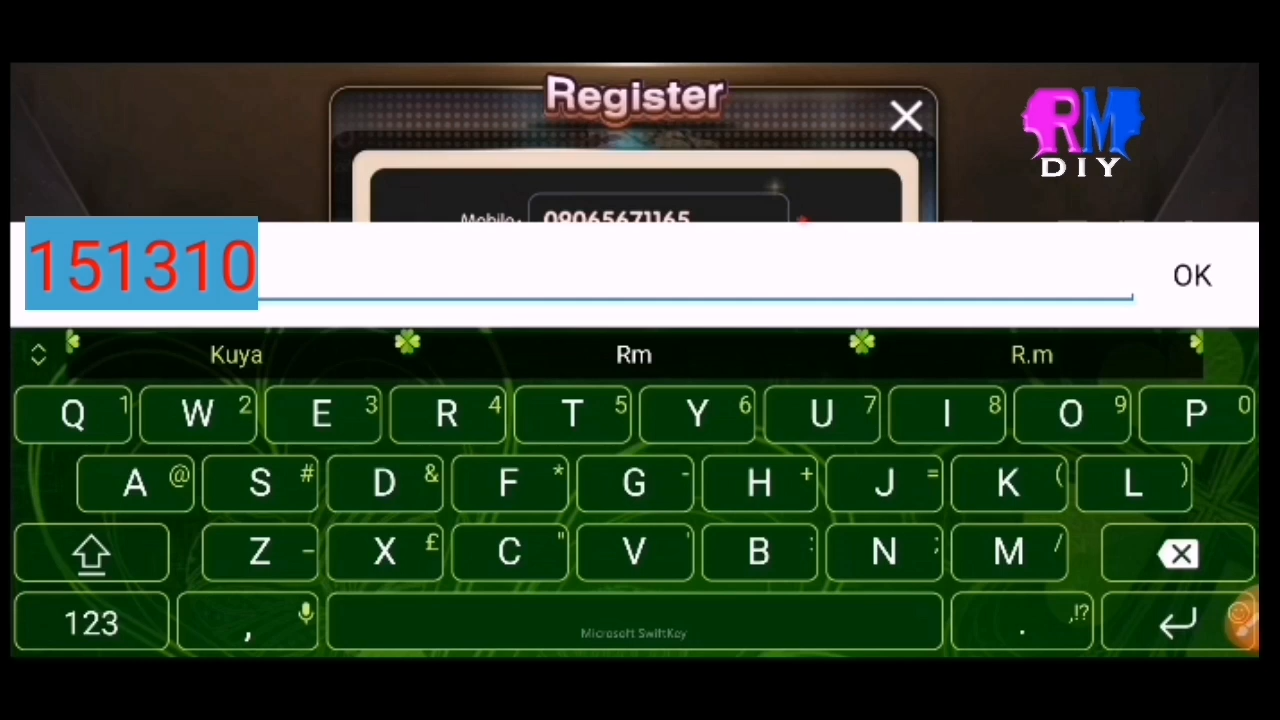 Register
RM
DIY
Mobile: 09065671165 *
151310
OK
Kuya Rm R.m
Q 1 W 2 E 3 R 4 T 5 Y 6 U 7 I 8 O 9 P 0
A @ S # D & F * G - H + J = K ( L )
Z _ X £ C " V ' B : N ; M /
123 , Microsoft SwiftKey . ,!?